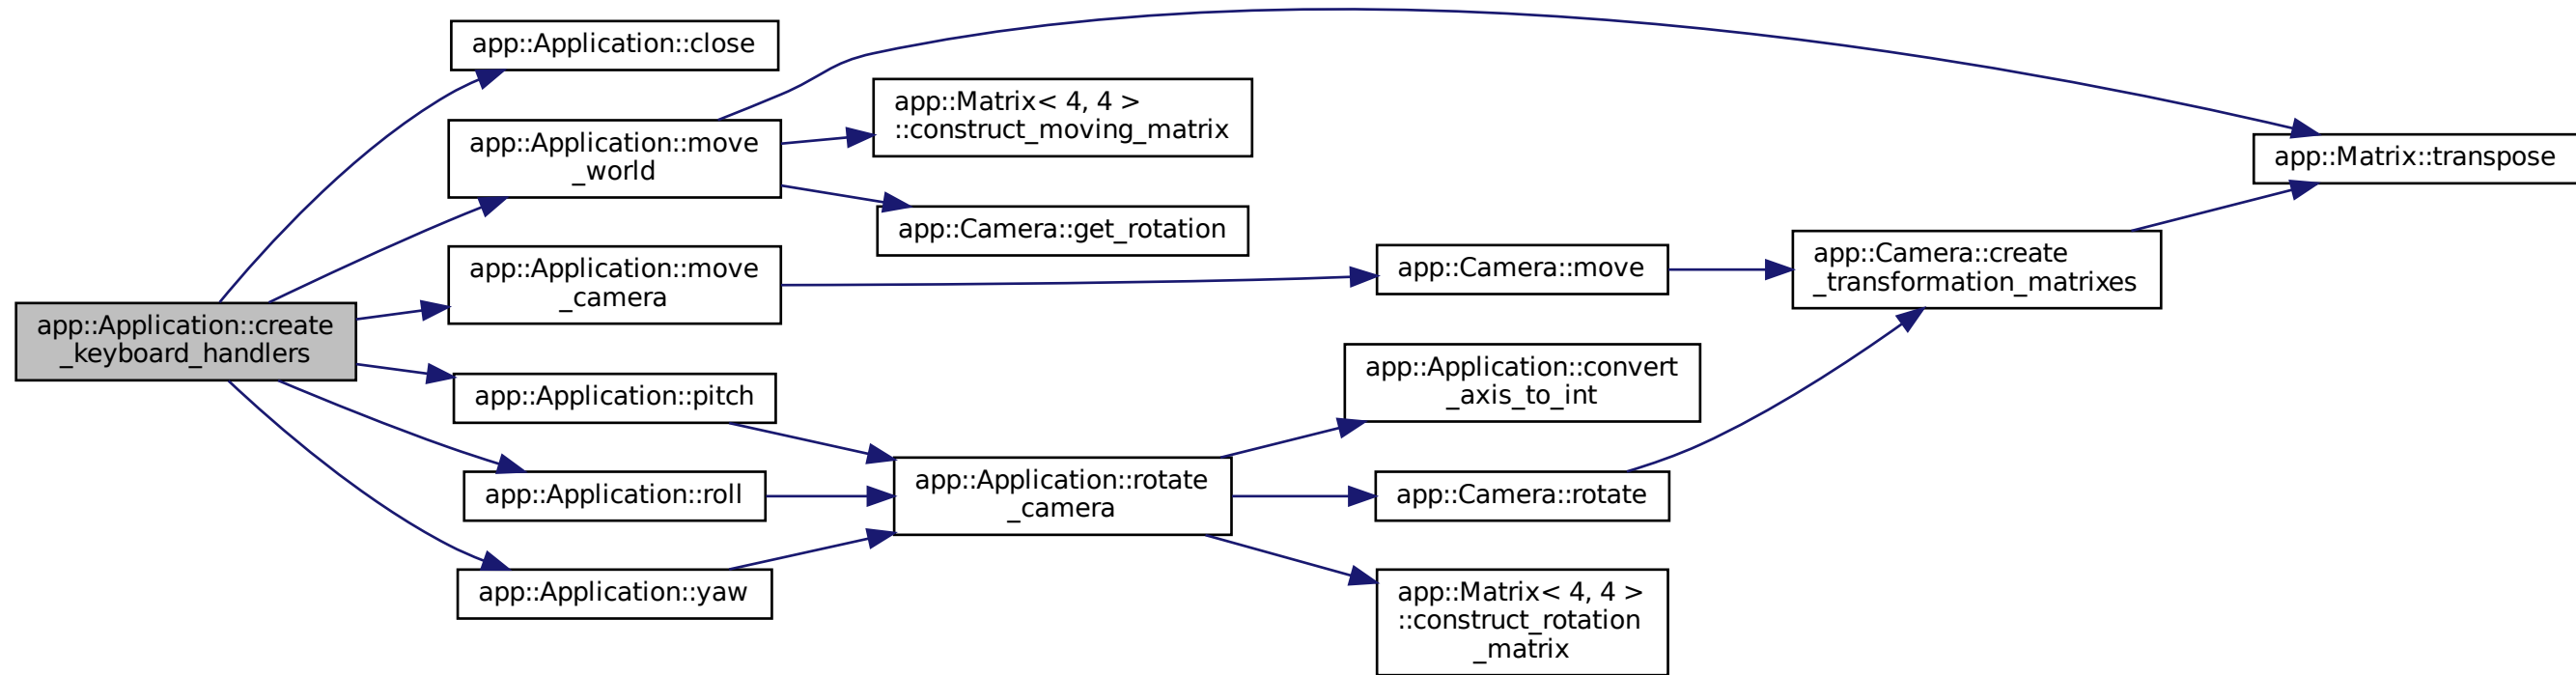 app::Application::create
_keyboard_handlers
app::Application::close
app::Application::move
_world
app::Application::move
_camera
app::Application::pitch
app::Application::roll
app::Application::yaw
app::Matrix< 4, 4 >
::construct_moving_matrix
app::Camera::get_rotation
app::Application::rotate
_camera
app::Camera::move
app::Application::convert
_axis_to_int
app::Camera::rotate
app::Matrix< 4, 4 >
::construct_rotation
_matrix
app::Camera::create
_transformation_matrixes
app::Matrix::transpose